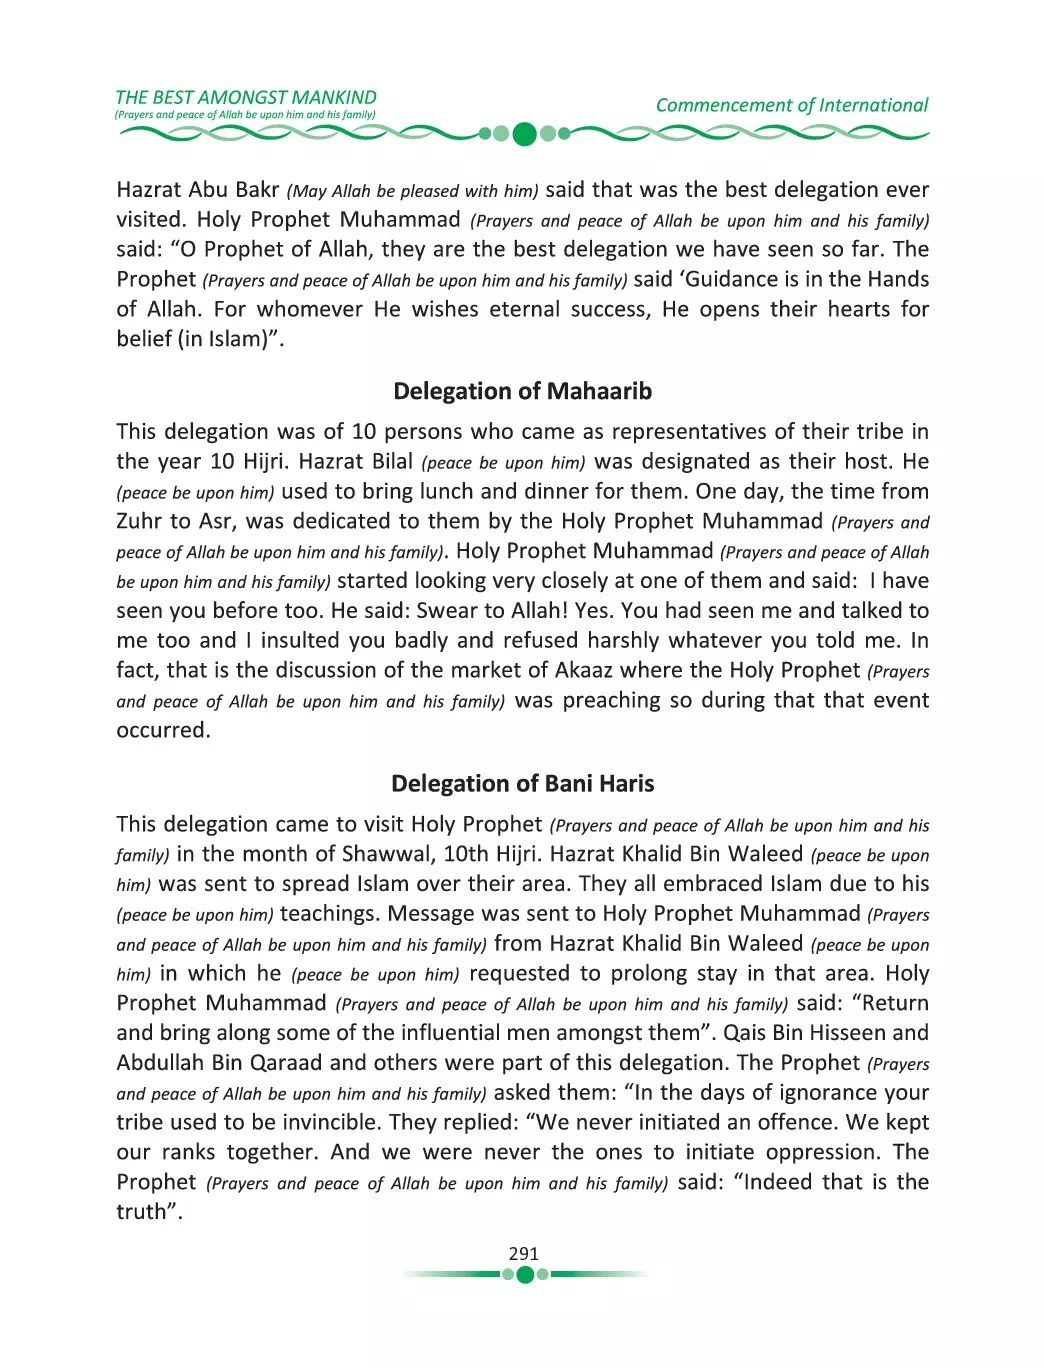 THE BEST AMONGST MANKIND
(Prayers and peace of Allah be upon him and his family)
Commencement of International
Hazrat Abu Bakr (May Allah be pleased with him) said that was the best delegation ever
visited. Holy Prophet Muhammad (Prayers and peace of Allah be upon him and his family)
said: “O Prophet of Allah, they are the best delegation we have seen so far. The
Prophet (Prayers and peace of Allah be upon him and his family) said ‘Guidance is in the Hands
of Allah. For whomever He wishes eternal success, He opens their hearts for
belief (in Islam)”.
Delegation of Mahaarib
This delegation was of 10 persons who came as representatives of their tribe in
the year 10 Hijri. Hazrat Bilal (peace be upon him) was designated as their host. He
(peace be upon him) used to bring lunch and dinner for them. One day, the time from
Zuhr to Asr, was dedicated to them by the Holy Prophet Muhammad (Prayers and
peace of Allah be upon him and his family). Holy Prophet Muhammad (Prayers and peace of Allah
be upon him and his family) started looking very closely at one of them and said:  I have
seen you before too. He said: Swear to Allah! Yes. You had seen me and talked to
me too and I insulted you badly and refused harshly whatever you told me. In
fact, that is the discussion of the market of Akaaz where the Holy Prophet (Prayers
and peace of Allah be upon him and his family) was preaching so during that that event
occurred.
Delegation of Bani Haris
This delegation came to visit Holy Prophet (Prayers and peace of Allah be upon him and his
family) in the month of Shawwal, 10th Hijri. Hazrat Khalid Bin Waleed (peace be upon
him) was sent to spread Islam over their area. They all embraced Islam due to his
(peace be upon him) teachings. Message was sent to Holy Prophet Muhammad (Prayers
and peace of Allah be upon him and his family) from Hazrat Khalid Bin Waleed (peace be upon
him) in which he (peace be upon him) requested to prolong stay in that area. Holy
Prophet Muhammad (Prayers and peace of Allah be upon him and his family) said: “Return
and bring along some of the influential men amongst them”. Qais Bin Hisseen and
Abdullah Bin Qaraad and others were part of this delegation. The Prophet (Prayers
and peace of Allah be upon him and his family) asked them: “In the days of ignorance your
tribe used to be invincible. They replied: “We never initiated an offence. We kept
our ranks together. And we were never the ones to initiate oppression. The
Prophet (Prayers and peace of Allah be upon him and his family) said: “Indeed that is the
truth”.
291